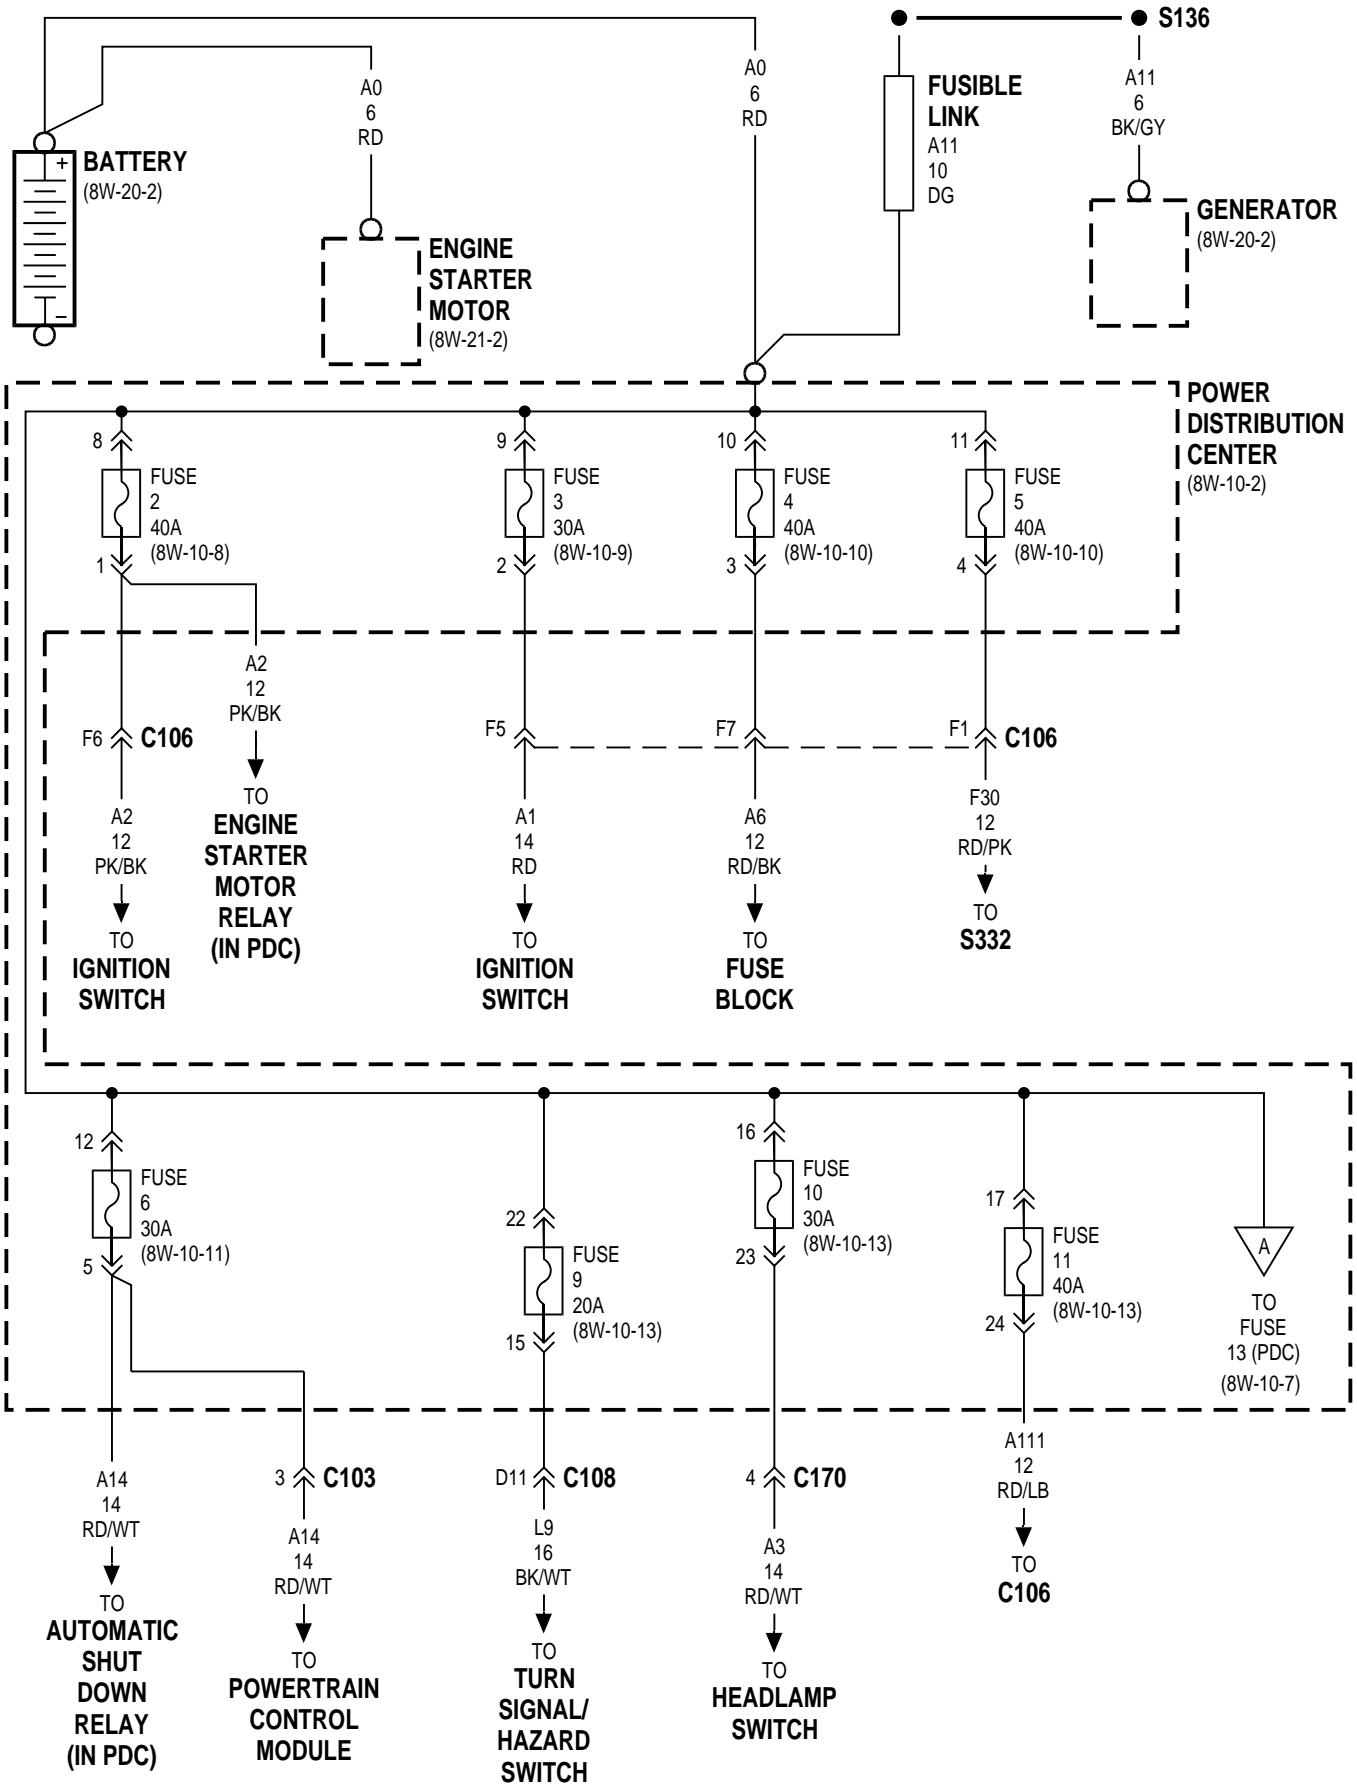 S136
A0
6
RD
A0
6
RD
FUSIBLE
LINK
A11
10
DG
A11
6
BK/GY
+
BATTERY
(8W-20-2)
–
ENGINE
STARTER
MOTOR
(8W-21-2)
GENERATOR
(8W-20-2)
POWER
DISTRIBUTION
CENTER
(8W-10-2)
8
FUSE
2
40A
(8W-10-8)
1
9
FUSE
3
30A
(8W-10-9)
2
10
FUSE
4
40A
(8W-10-10)
3
11
FUSE
5
40A
(8W-10-10)
4
F6
C106
A2
12
PK/BK
TO
IGNITION
SWITCH
A2
12
PK/BK
TO
ENGINE
STARTER
MOTOR
RELAY
(IN PDC)
F5
A1
14
RD
TO
IGNITION
SWITCH
F7
A6
12
RD/BK
TO
FUSE
BLOCK
F1
C106
F30
12
RD/PK
TO
S332
12
FUSE
6
30A
(8W-10-11)
5
22
FUSE
9
20A
(8W-10-13)
15
16
FUSE
10
30A
(8W-10-13)
23
17
FUSE
11
40A
(8W-10-13)
24
A
TO
FUSE
13 (PDC)
(8W-10-7)
A14
14
RD/WT
TO
AUTOMATIC
SHUT
DOWN
RELAY
(IN PDC)
3
C103
A14
14
RD/WT
TO
POWERTRAIN
CONTROL
MODULE
D11
C108
L9
16
BK/WT
TO
TURN
SIGNAL/
HAZARD
SWITCH
4
C170
A3
14
RD/WT
TO
HEADLAMP
SWITCH
A111
12
RD/LB
TO
C106